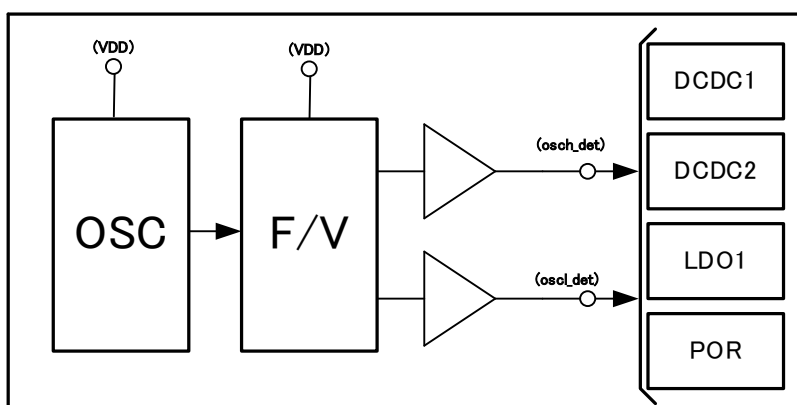 (VDD)
(VDD)
OSC
F/V
(osch_det)
(oscl_det)
DCDC1
DCDC2
LDO1
POR